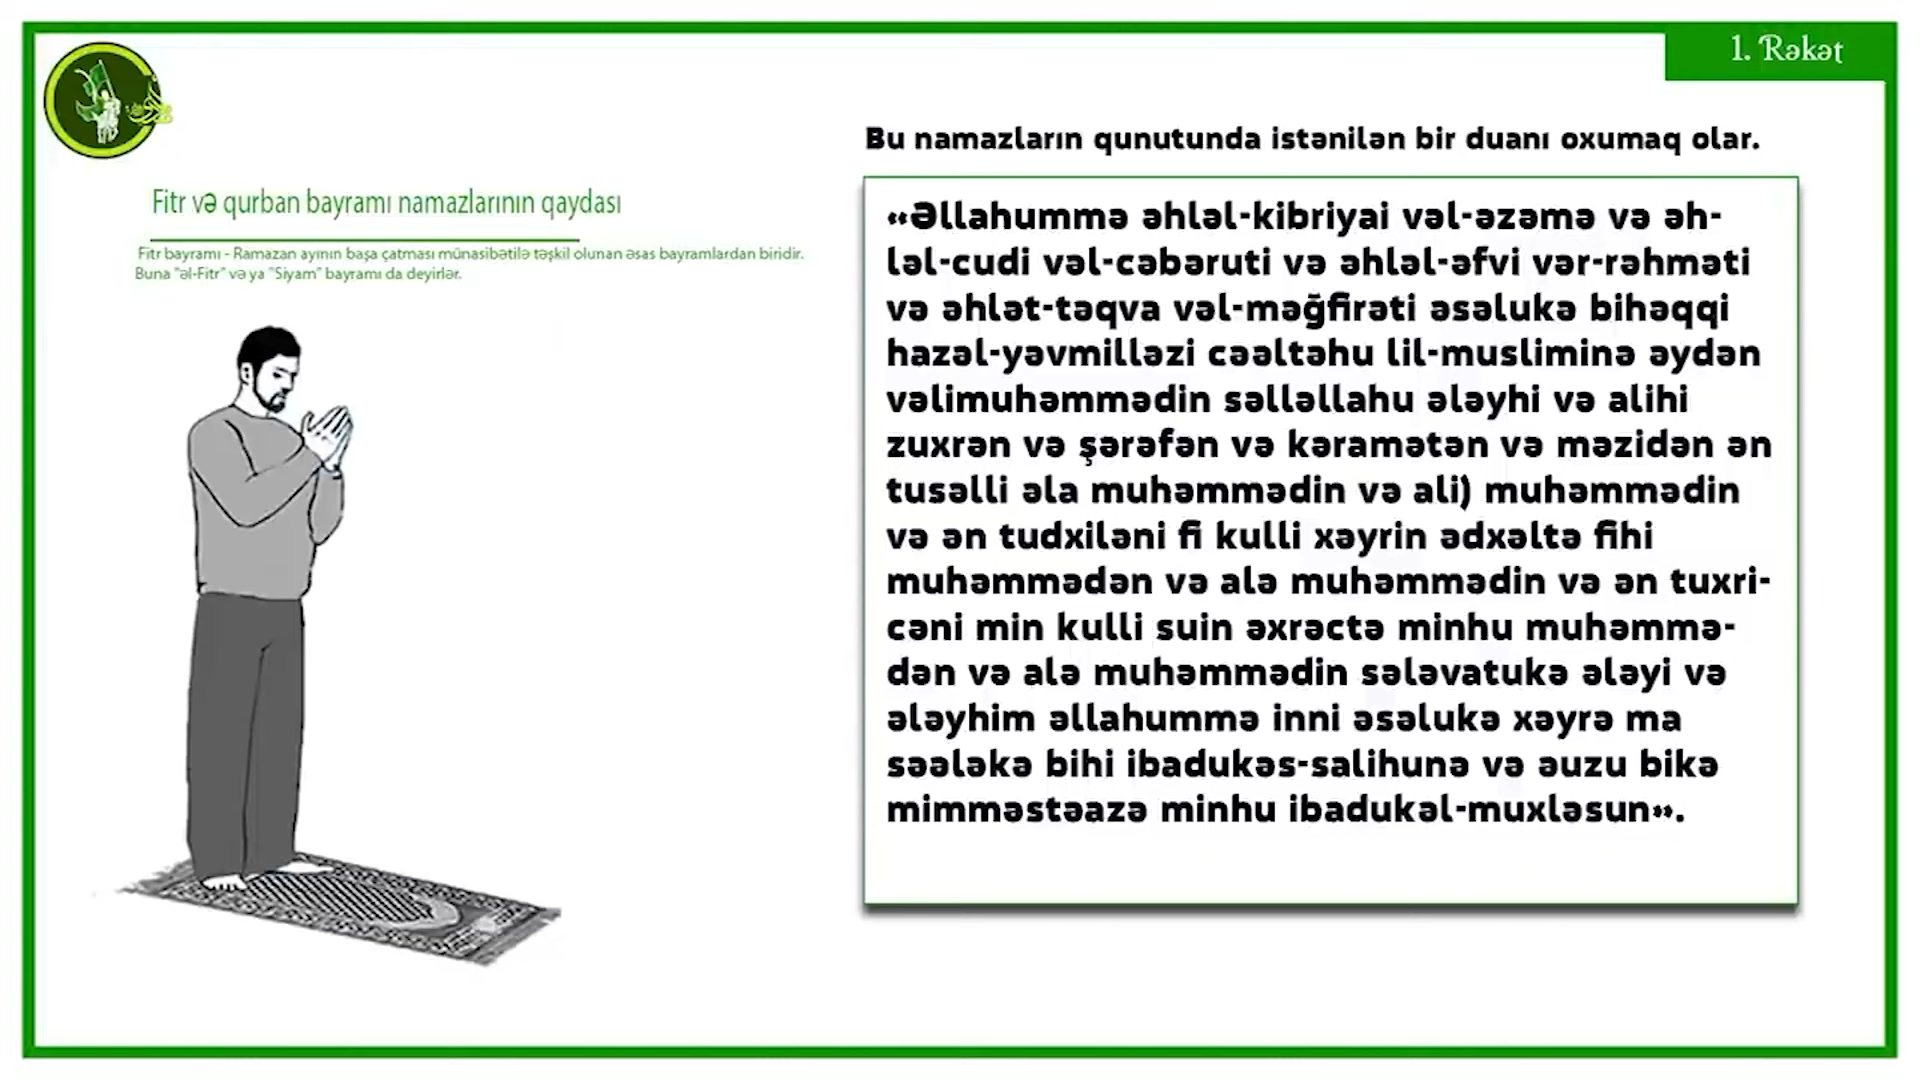 1. Rəkət
Bu namazların qunutunda istənilən bir duanı oxumaq olar.
Fitr və qurban bayramı namazlarının qaydası
Fitr bayramı - Ramazan ayının başa çatması münasibətilə təşkil olunan əsas bayramlardan biridir.
Buna "əl-Fitr" və ya "Siyam" bayramı da deyirlər.
«Əllahummə əhləl-kibriyai vəl-əzəmə və əh-
ləl-cudi vəl-cəbəruti və əhləl-əfvi vər-rəhməti
və əhlət-təqva vəl-məğfirəti əsəlukə bihəqqi
hazəl-yəvmilləzi cəəltəhu lil-musliminə əydən
vəlimuhəmmədin səlləllahu ələyhi və alihi
zuxrən və şərəfən və kəramətən və məzidən ən
tusəlli əla muhəmmədin və ali) muhəmmədin
və ən tudxiləni fi kulli xəyrin ədxəltə fihi
muhəmmədən və alə muhəmmədin və ən tuxri-
cəni min kulli suin əxrəctə minhu muhəmmə-
dən və alə muhəmmədin sələvatukə ələyi və
ələyhim əllahummə inni əsəlukə xəyrə ma
səələkə bihi ibadukəs-salihunə və əuzu bikə
mimməstəazə minhu ibadukəl-muxləsun».